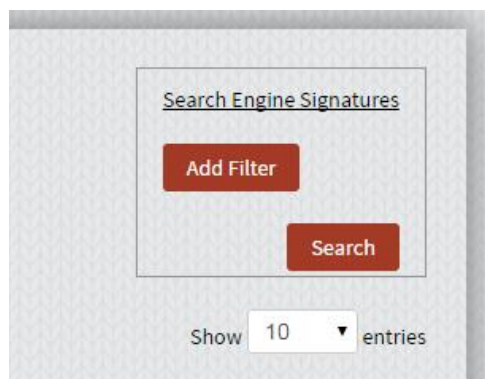 Search Engine Signatures
Add Filter
Search
Show 10 entries